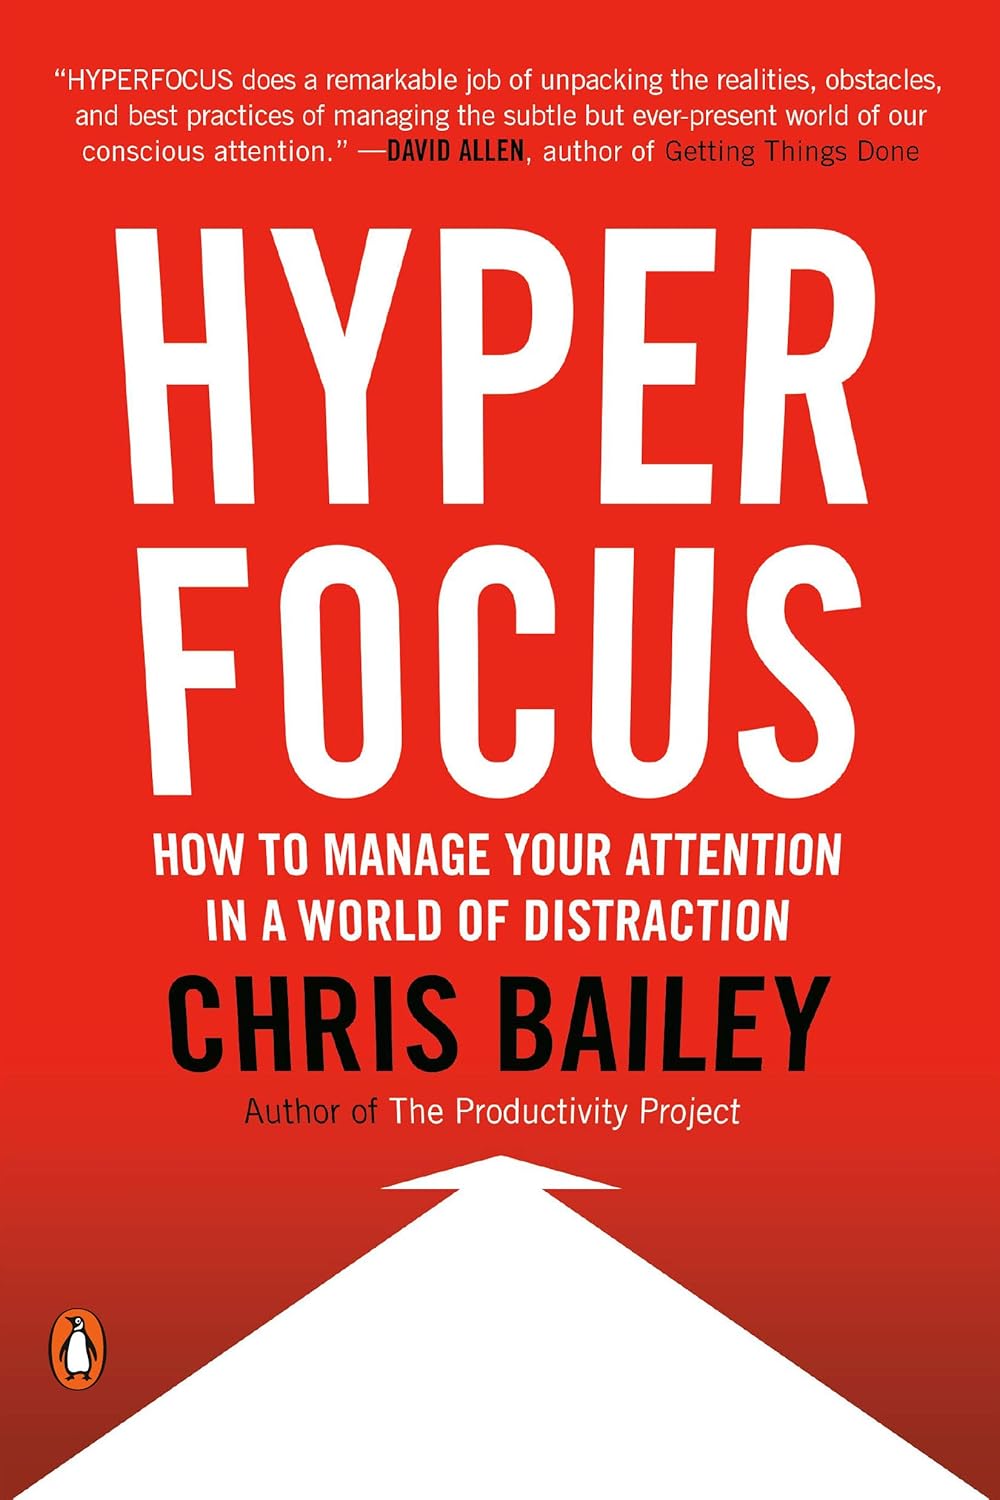 “HYPERFOCUS does a remarkable job of unpacking the realities, obstacles,
and best practices of managing the subtle but ever-present world of our
conscious attention.” —DAVID ALLEN, author of Getting Things Done
HYPER
FOCUS
HOW TO MANAGE YOUR ATTENTION
IN A WORLD OF DISTRACTION
CHRIS BAILEY
Author of The Productivity Project